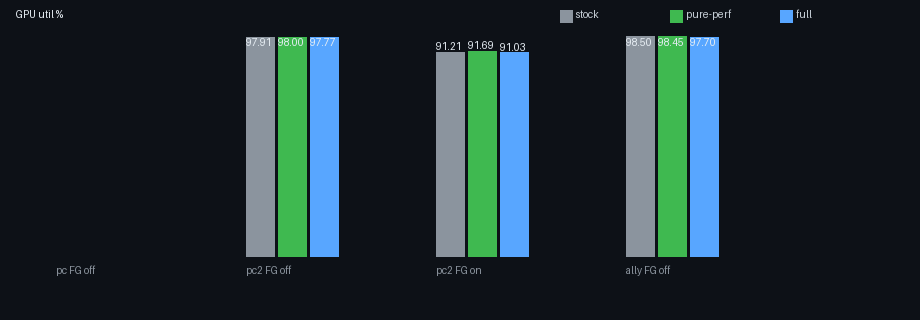 GPU util % stock pure-perf full
97.91 98.00 97.77 91.21 91.69 91.03 98.50 98.45 97.70
pc FG off pc2 FG off pc2 FG on ally FG off